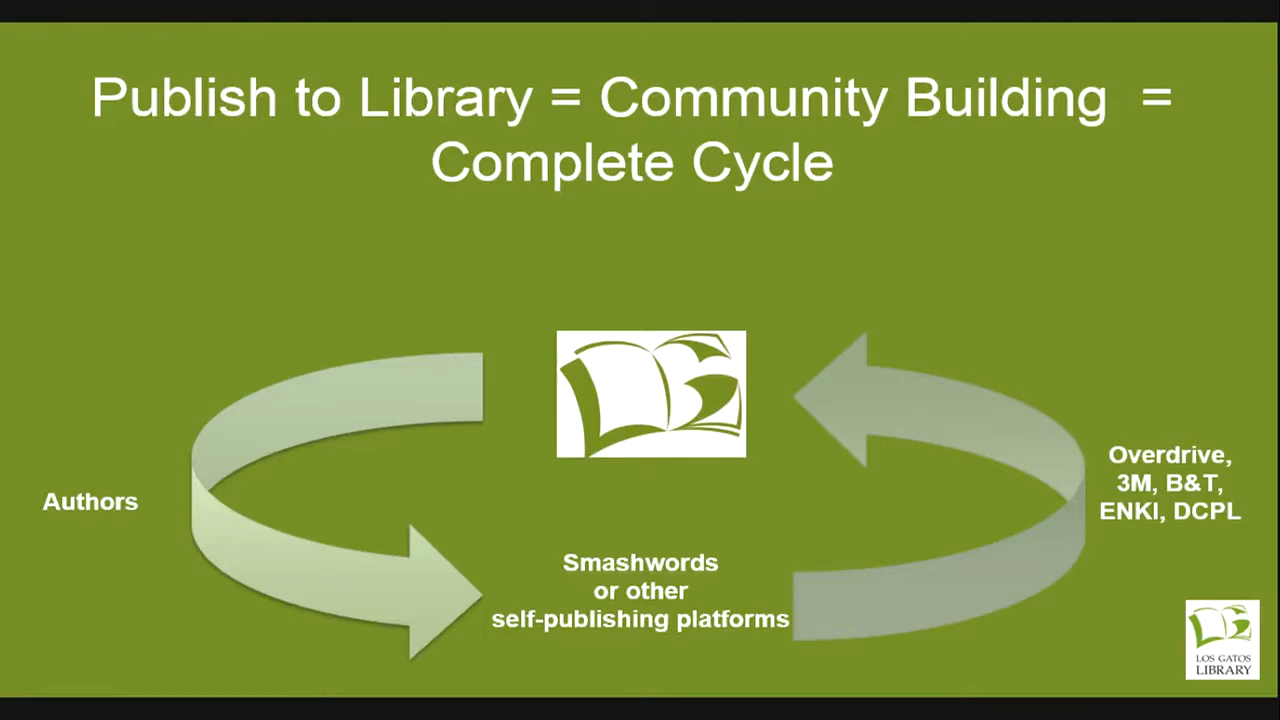 Publish to Library = Community Building =
Complete Cycle
Authors
Overdrive,
3M, B&T,
ENKI, DCPL
Smashwords
or other
self-publishing platforms
LOS GATOS
LIBRARY